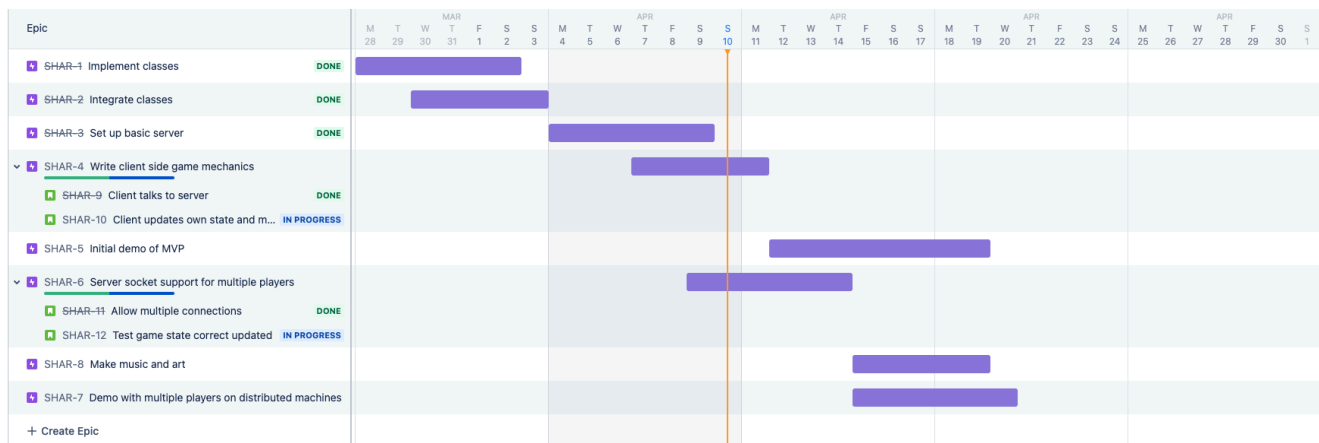 Epic
MAR APR APR APR APR
M T W T F S S M T W T F S S M T W T F S S M T W T F S S M T W T F S S
28 29 30 31 1 2 3 4 5 6 7 8 9 10 11 12 13 14 15 16 17 18 19 20 21 22 23 24 25 26 27 28 29 30 1
SHAR-1 Implement classes DONE
SHAR-2 Integrate classes DONE
SHAR-3 Set up basic server DONE
SHAR-4 Write client side game mechanics
SHAR-9 Client talks to server DONE
SHAR-10 Client updates own state and m... IN PROGRESS
SHAR-5 Initial demo of MVP
SHAR-6 Server socket support for multiple players
SHAR-11 Allow multiple connections DONE
SHAR-12 Test game state correct updated IN PROGRESS
SHAR-8 Make music and art
SHAR-7 Demo with multiple players on distributed machines
+ Create Epic